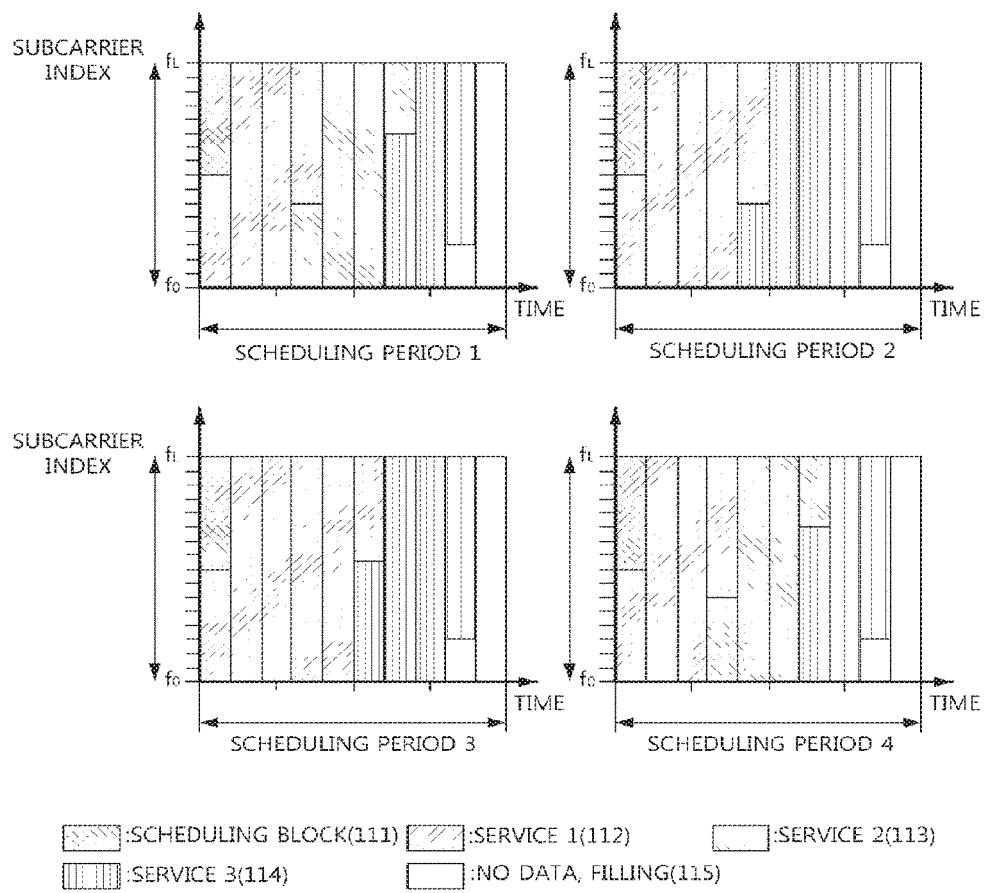 SUBCARRIER
INDEX
fL
f0
TIME
SCHEDULING PERIOD 1
fL
f0
TIME
SCHEDULING PERIOD 2
SUBCARRIER
INDEX
fL
f0
TIME
SCHEDULING PERIOD 3
fL
f0
TIME
SCHEDULING PERIOD 4
:SCHEDULING BLOCK(111)
:SERVICE 1(112)
:SERVICE 2(113)
:SERVICE 3(114)
:NO DATA, FILLING(115)